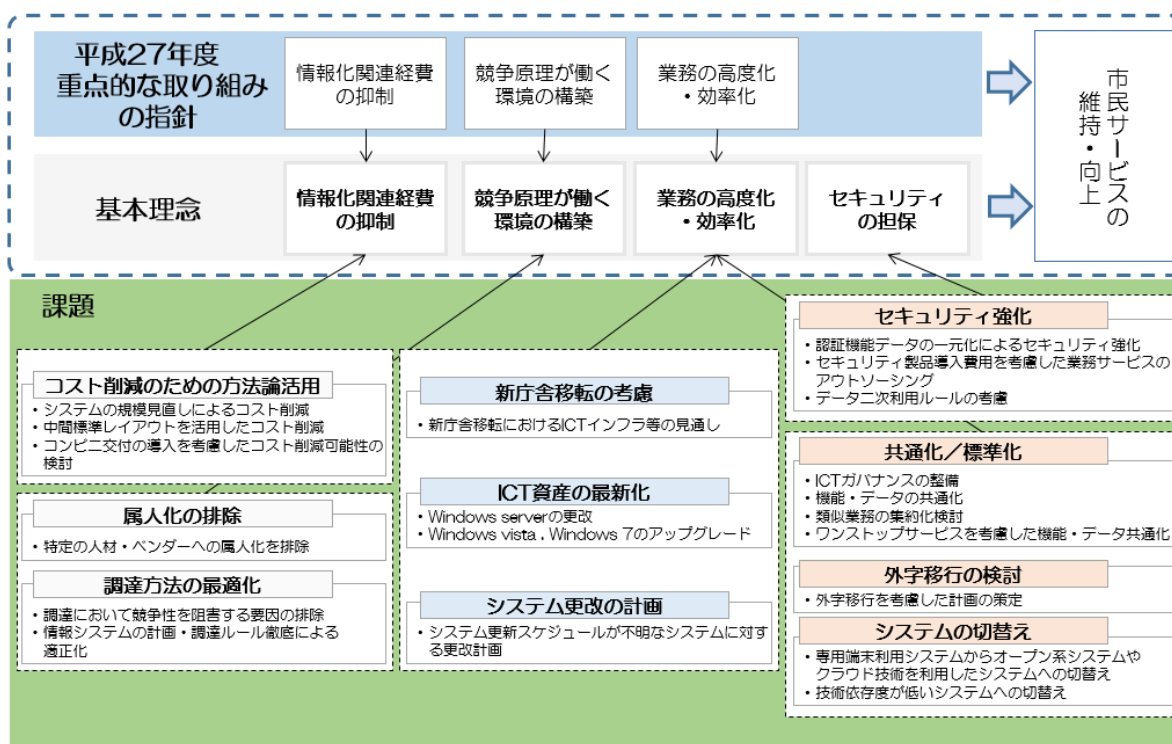 平成27年度
重点的な取り組み
の指針
情報化関連経費
の抑制
競争原理が働く
環境の構築
業務の高度化
・効率化
市民サービスの
維持・向上
基本理念
情報化関連経費
の抑制
競争原理が働く
環境の構築
業務の高度化
・効率化
セキュリティ
の担保
課題
コスト削減のための方法論活用
・システムの規模見直しによるコスト削減
・中間標準レイアウトを活用したコスト削減
・コンビニ交付の導入を考慮したコスト削減可能性の
検討
属人化の排除
・特定の人材・ベンダーへの属人化を排除
調達方法の最適化
・調達において競争性を阻害する要因の排除
・情報システムの計画・調達ルール徹底による
適正化
新庁舎移転の考慮
・新庁舎移転におけるICTインフラ等の見通し
ICT資産の最新化
・Windows serverの更改
・Windows vista．Windows 7のアップグレード
システム更改の計画
・システム更新スケジュールが不明なシステムに対す
る更改計画
セキュリティ強化
・認証機能データの一元化によるセキュリティ強化
・セキュリティ製品導入費用を考慮した業務サービスの
アウトソーシング
・データ二次利用ルールの考慮
共通化／標準化
・ICTガバナンスの整備
・機能・データの共通化
・類似業務の集約化検討
・ワンストップサービスを考慮した機能・データ共通化
外字移行の検討
・外字移行を考慮した計画の策定
システムの切替え
・専用端末利用システムからオープン系システムや
クラウド技術を利用したシステムへの切替え
・技術依存度が低いシステムへの切替え